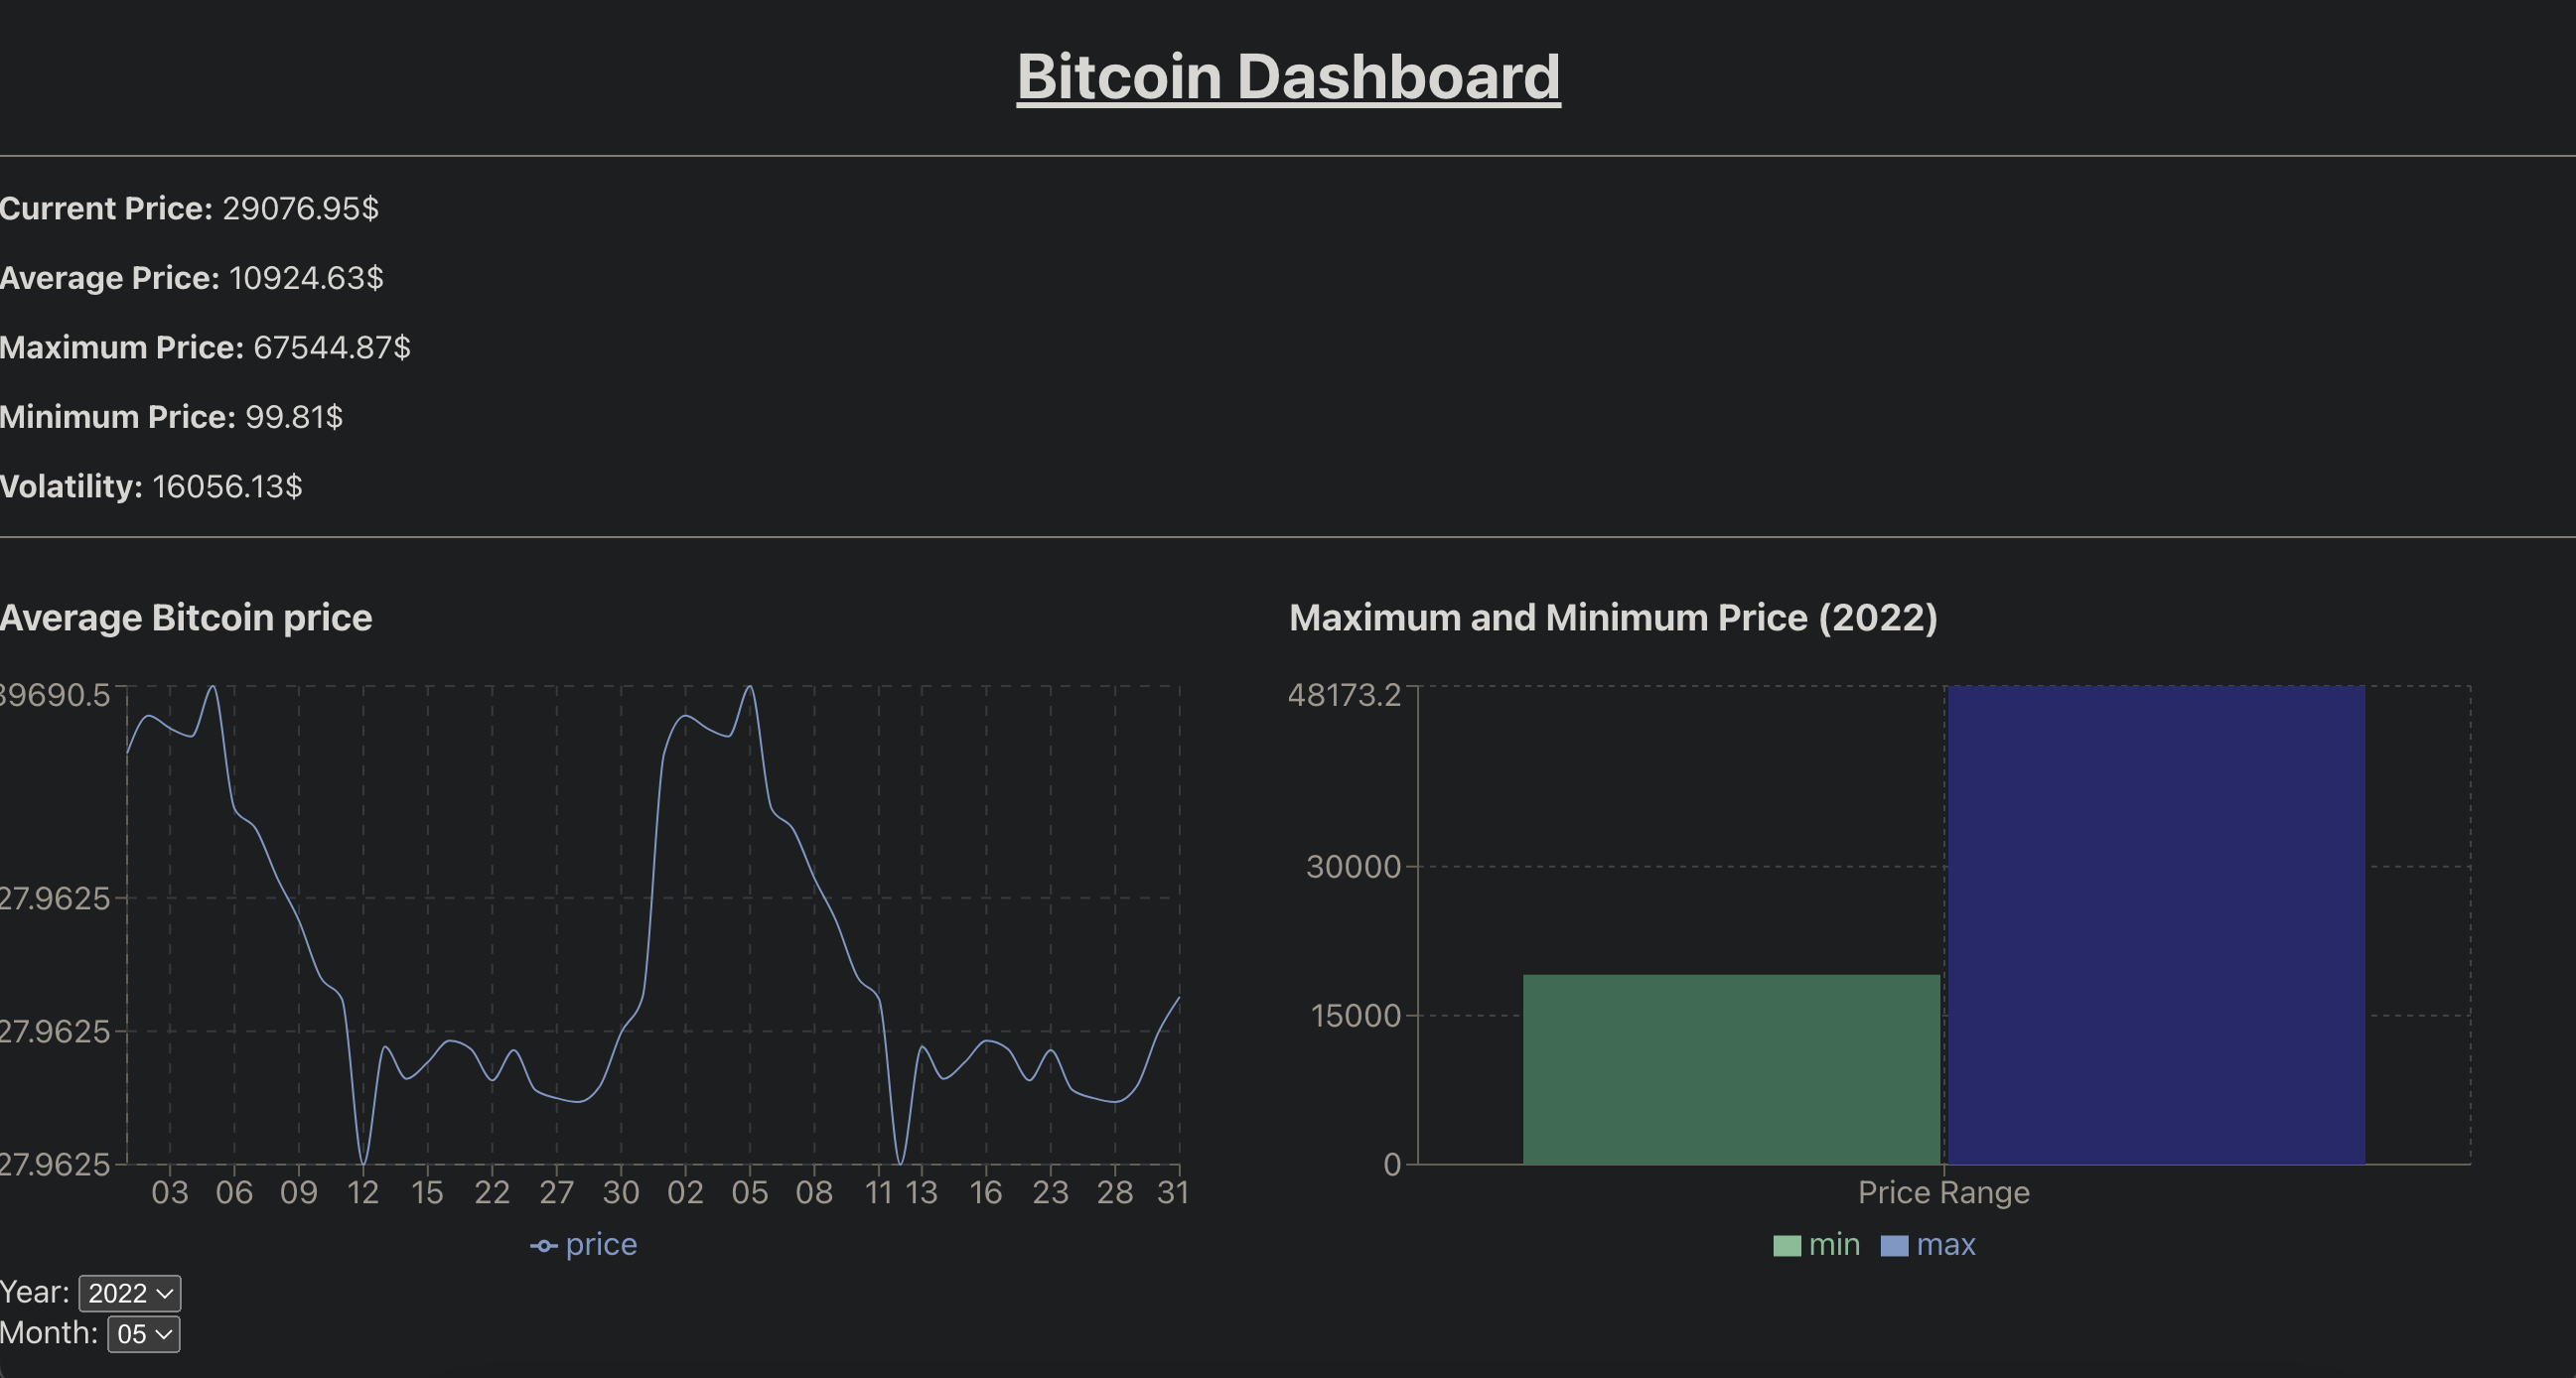 Bitcoin Dashboard
Current Price: 29076.95$
Average Price: 10924.63$
Maximum Price: 67544.87$
Minimum Price: 99.81$
Volatility: 16056.13$
Average Bitcoin price
39690.5
27.9625
27.9625
27.9625
03 06 09 12 15 22 27 30 02 05 08 11 13 16 23 28 31
price
Year: 2022
Month: 05
Maximum and Minimum Price (2022)
48173.2
30000
15000
0
Price Range
min max